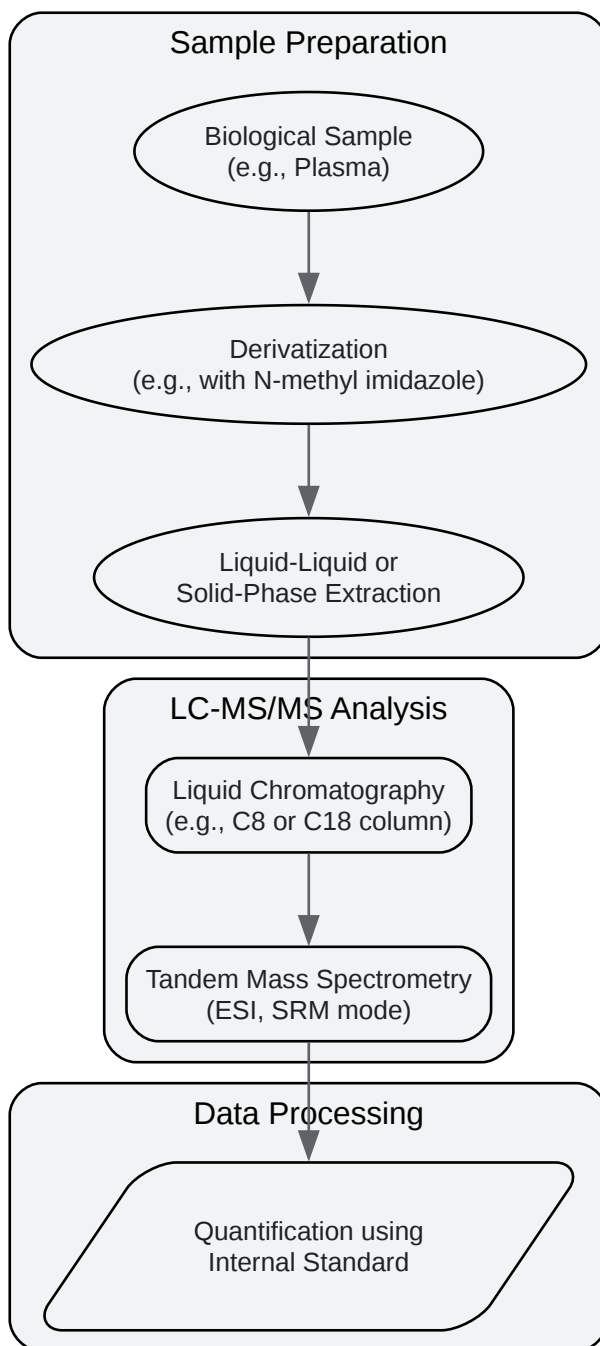 Sample Preparation
Biological Sample
(e.g., Plasma)
Derivatization
(e.g., with N-methyl imidazole)
Liquid-Liquid or
Solid-Phase Extraction
LC-MS/MS Analysis
Liquid Chromatography
(e.g., C8 or C18 column)
Tandem Mass Spectrometry
(ESI, SRM mode)
Data Processing
Quantification using
Internal Standard